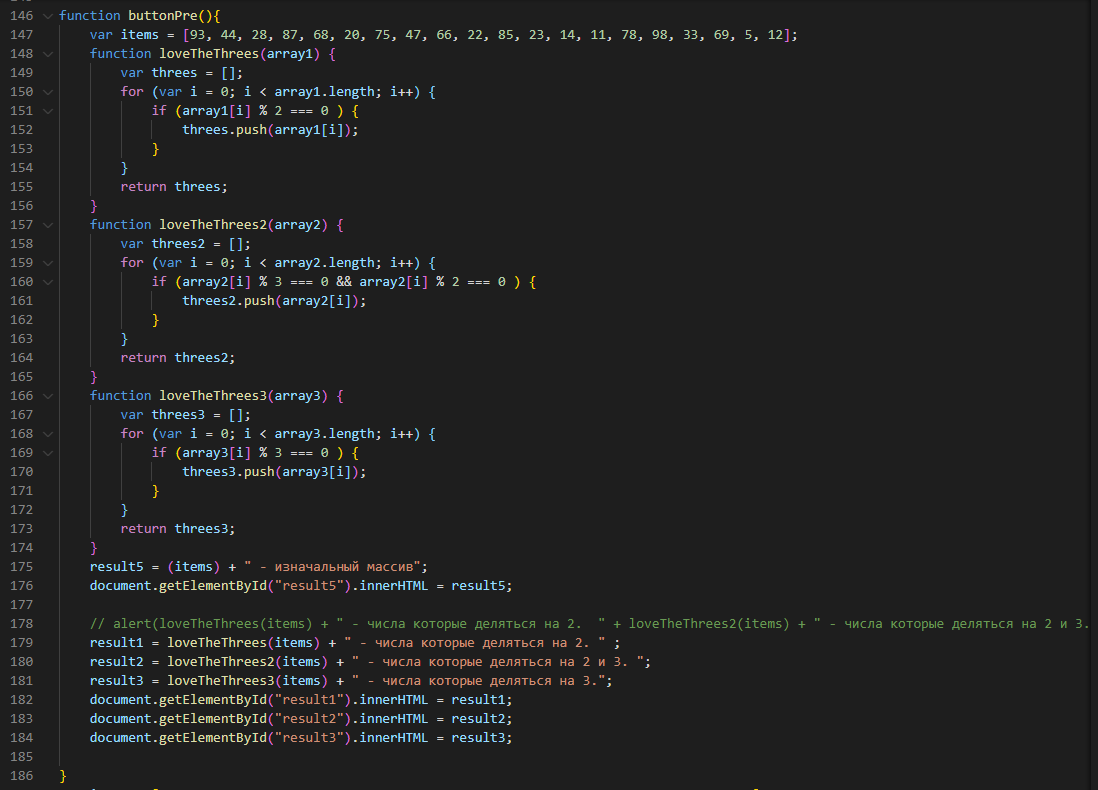 146 function buttonPre(){
147 var items = [93, 44, 28, 87, 68, 20, 75, 47, 66, 22, 85, 23, 14, 11, 78, 98, 33, 69, 5, 12];
148 function loveTheThrees(array1) {
149 var threes = [];
150 for (var i = 0; i < array1.length; i++) {
151 if (array1[i] % 2 === 0 ) {
152 threes.push(array1[i]);
153 }
154 }
155 return threes;
156 }
157 function loveTheThrees2(array2) {
158 var threes2 = [];
159 for (var i = 0; i < array2.length; i++) {
160 if (array2[i] % 3 === 0 && array2[i] % 2 === 0 ) {
161 threes2.push(array2[i]);
162 }
163 }
164 return threes2;
165 }
166 function loveTheThrees3(array3) {
167 var threes3 = [];
168 for (var i = 0; i < array3.length; i++) {
169 if (array3[i] % 3 === 0 ) {
170 threes3.push(array3[i]);
171 }
172 }
173 return threes3;
174 }
175 result5 = (items) + " - изначальный массив";
176 document.getElementById("result5").innerHTML = result5;
177
178 // alert(loveTheThrees(items) + " - числа которые деляться на 2.  " + loveTheThrees2(items) + " - числа которые деляться на 2 и 3.
179 result1 = loveTheThrees(items) + " - числа которые деляться на 2. " ;
180 result2 = loveTheThrees2(items) + " - числа которые деляться на 2 и 3. ";
181 result3 = loveTheThrees3(items) + " - числа которые деляться на 3.";
182 document.getElementById("result1").innerHTML = result1;
183 document.getElementById("result2").innerHTML = result2;
184 document.getElementById("result3").innerHTML = result3;
185
186 }